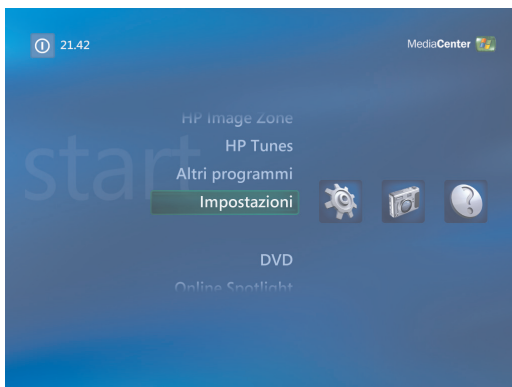 21.42
MediaCenter
start
HP Image Zone
HP Tunes
Altri programmi
Impostazioni
DVD
Online Spotlight